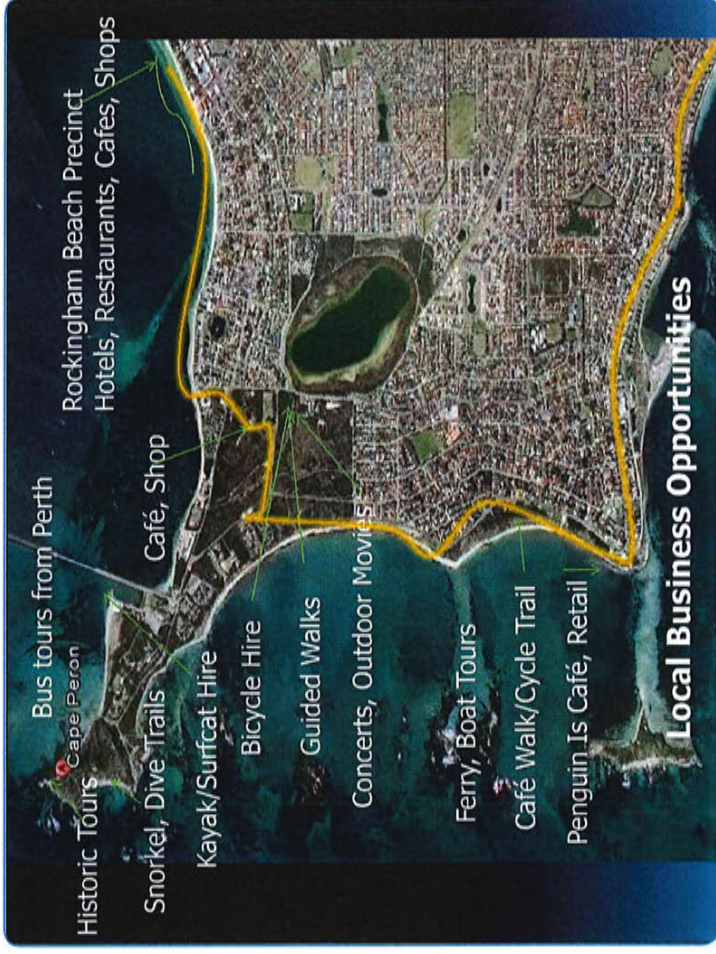 Bus tours from Perth
Rockingham Beach Precinct
Hotels, Restaurants, Cafes, Shops
Cape Peron
Historic Tours
Café, Shop
Snorkel, Dive Trails
Kayak/Surfcat Hire
Bicycle Hire
Guided Walks
Concerts, Outdoor Movies
Ferry, Boat Tours
Café Walk/Cycle Trail
Penguin Is Café, Retail
Local Business Opportunities